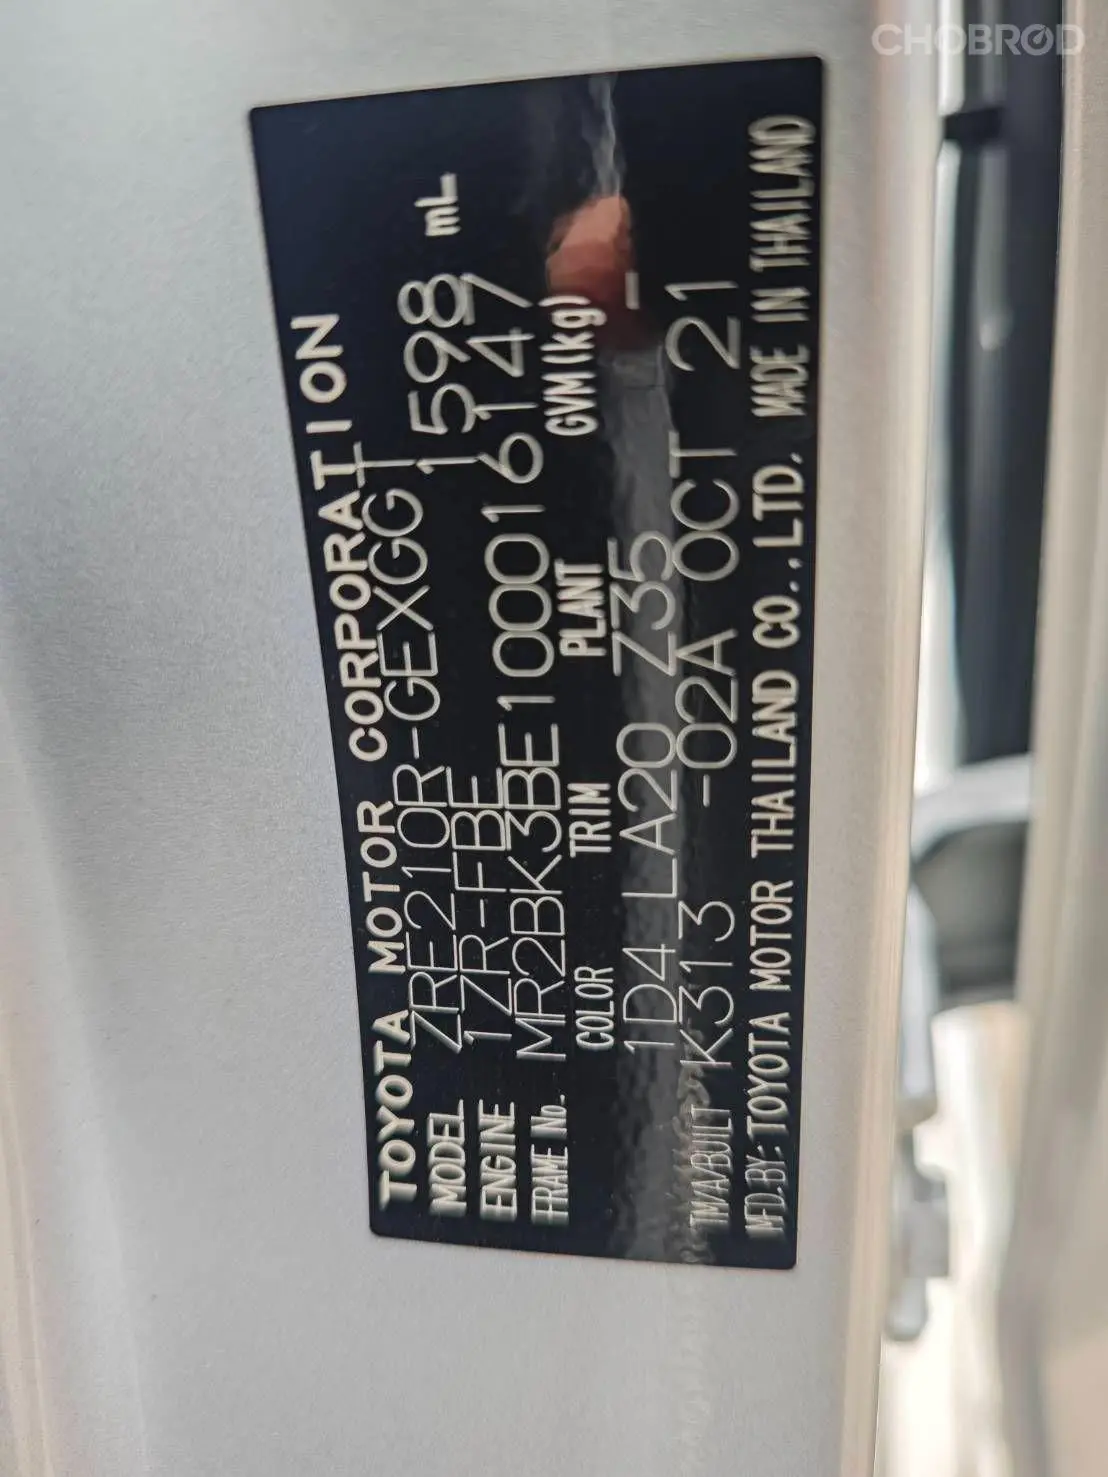 CHOBROD
TOYOTA MOTOR CORPORATION
MODEL ZRE210R-GEXGGT
ENGINE 1ZR-FBE 1598 mL
FRAME No. MR2BK3BE100016147
COLOR TRIM PLANT GVM(kg)
1D4 LA20 Z35 -
TM/A/BUILT K313 -02A OCT 21
MFD.BY: TOYOTA MOTOR THAILAND CO.,LTD. MADE IN THAILAND